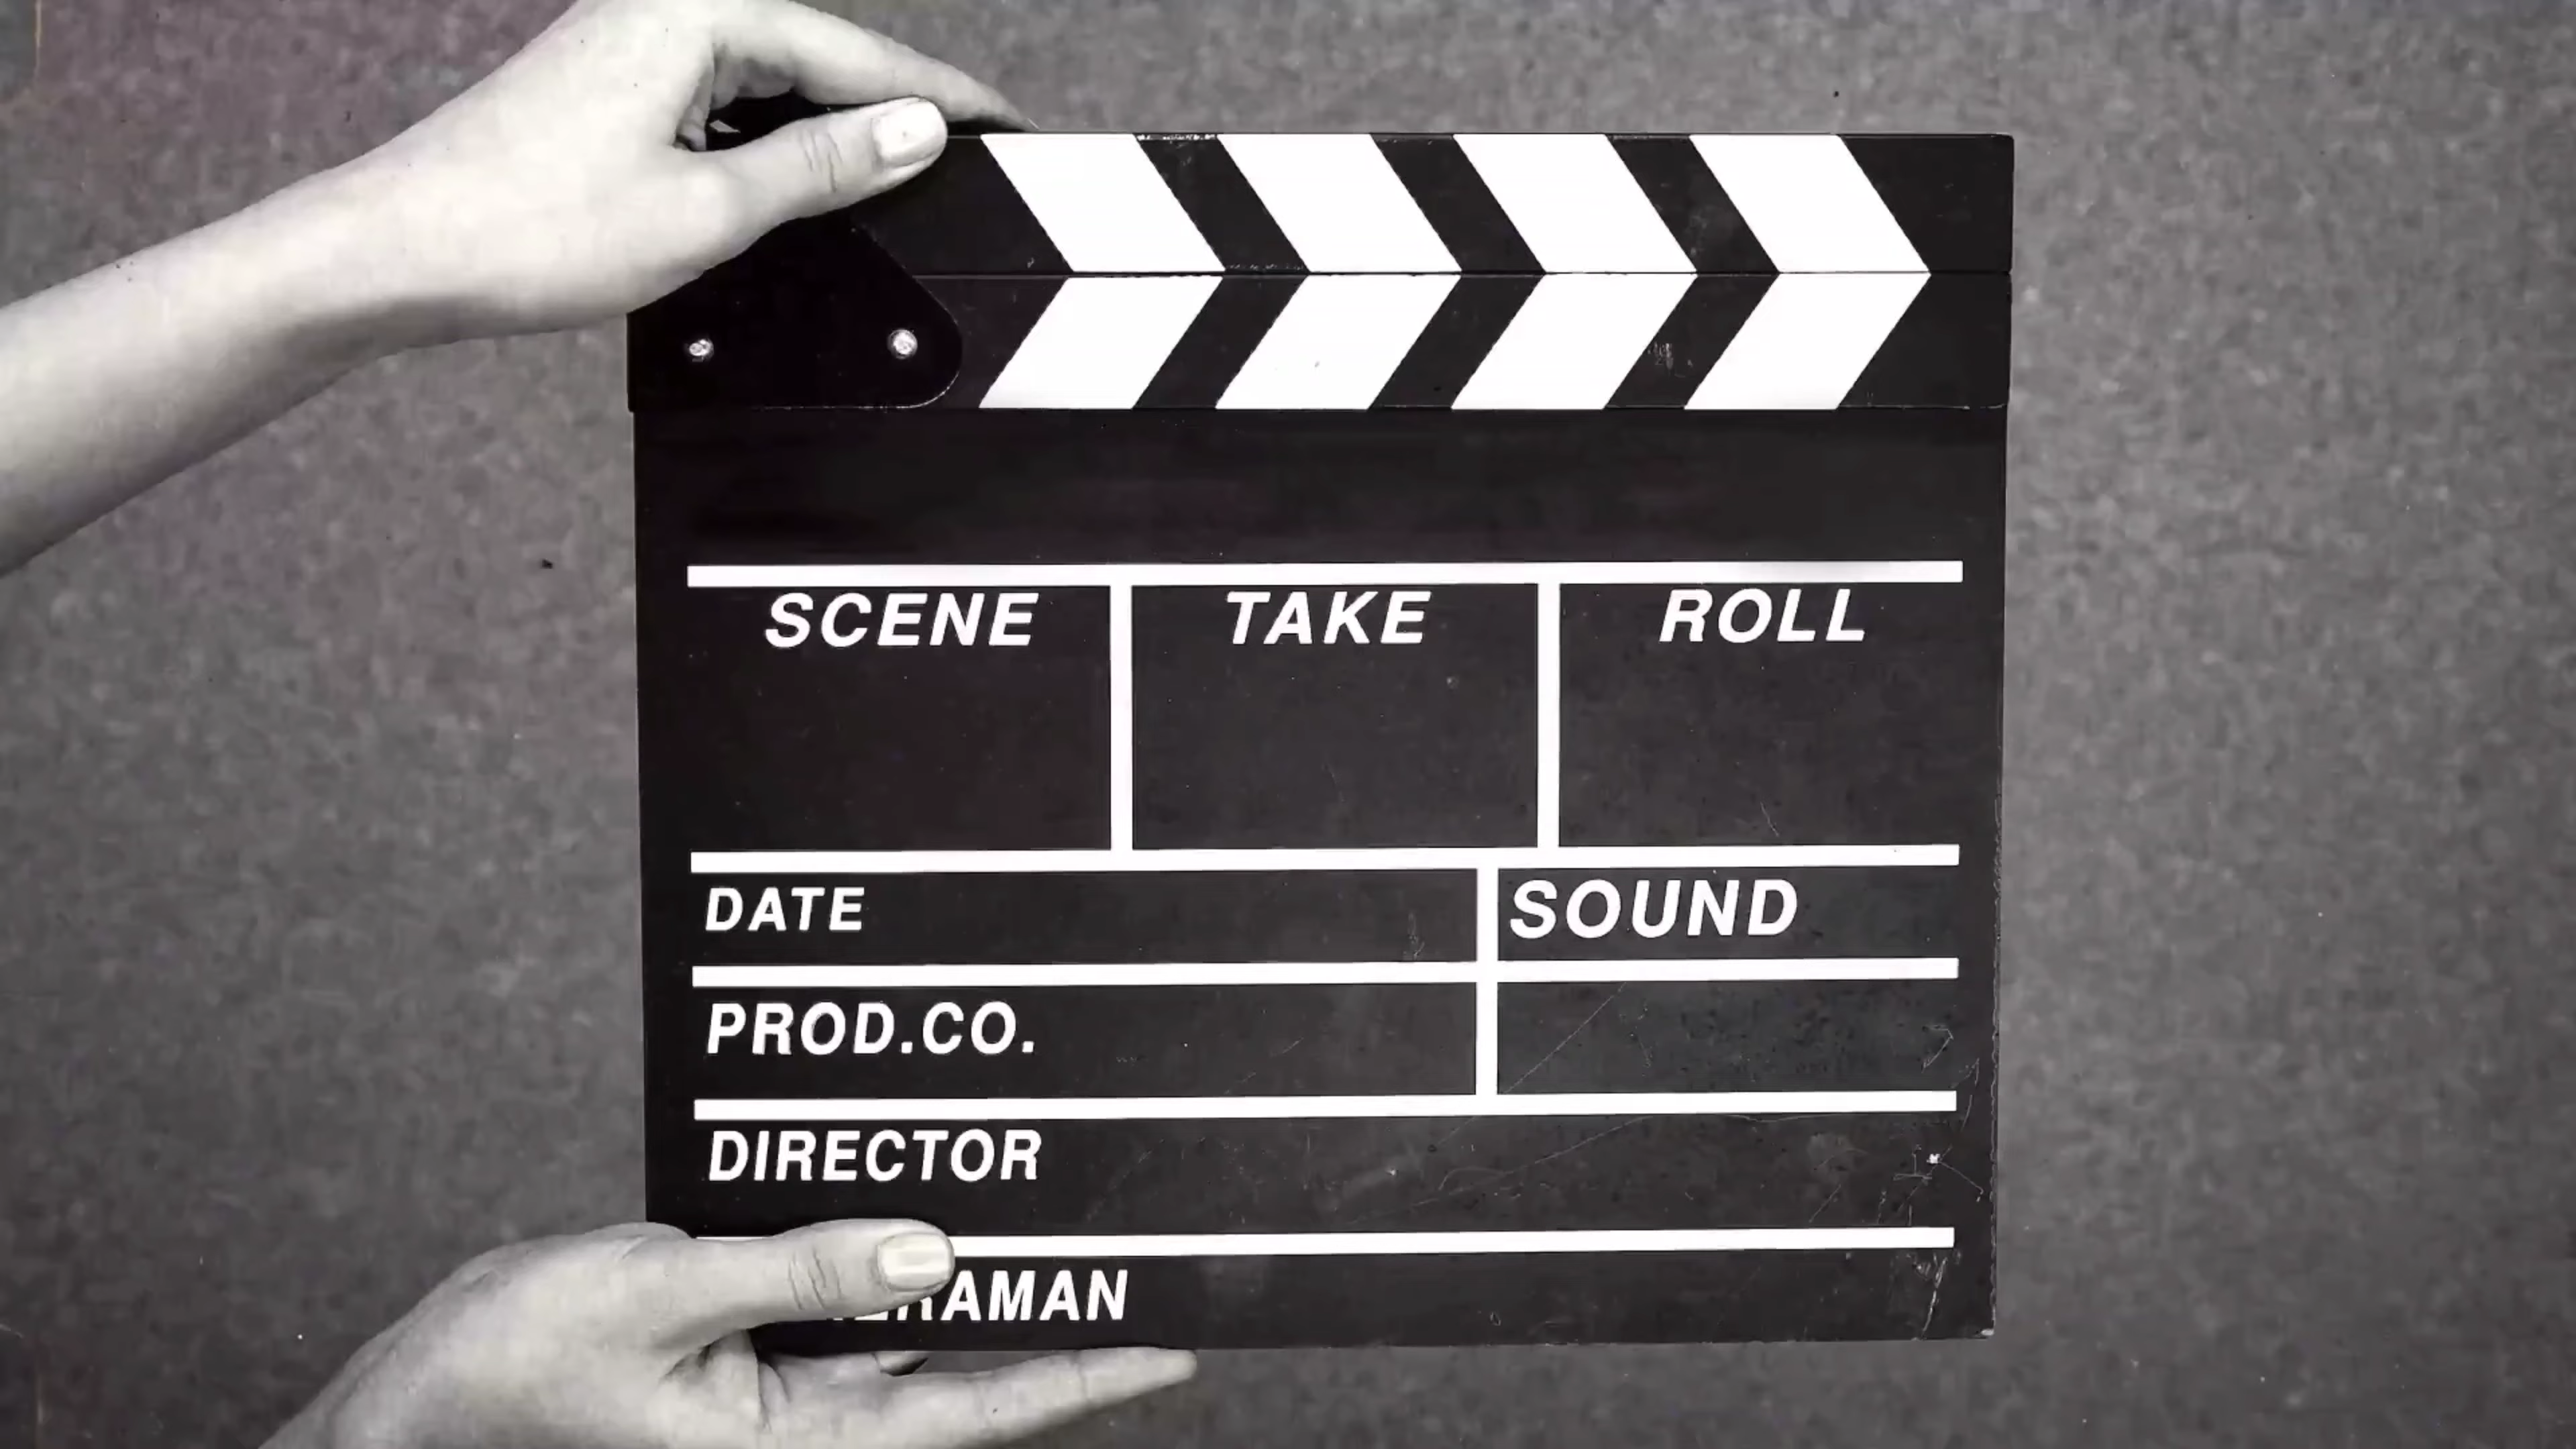 SCENE TAKE ROLL
DATE SOUND
PROD.CO.
DIRECTOR